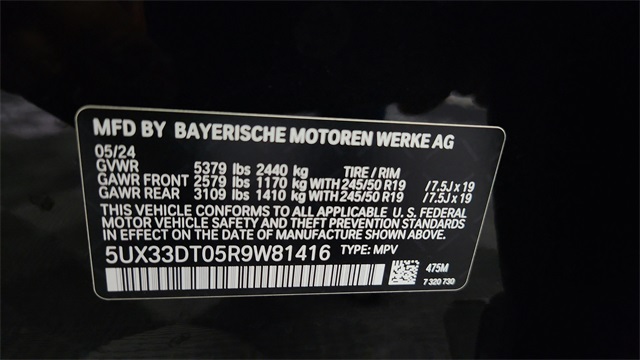 MFD BY BAYERISCHE MOTOREN WERKE AG
05/24
GVWR 5379 lbs 2440 kg TIRE / RIM
GAWR FRONT 2579 lbs 1170 kg WITH 245/50 R19 / 7.5J x 19
GAWR REAR 3109 lbs 1410 kg WITH 245/50 R19 / 7.5J x 19
THIS VEHICLE CONFORMS TO ALL APPLICABLE U. S. FEDERAL
MOTOR VEHICLE SAFETY AND THEFT PREVENTION STANDARDS
IN EFFECT ON THE DATE OF MANUFACTURE SHOWN ABOVE.
5UX33DT05R9W81416 TYPE: MPV
475M
7 320 730